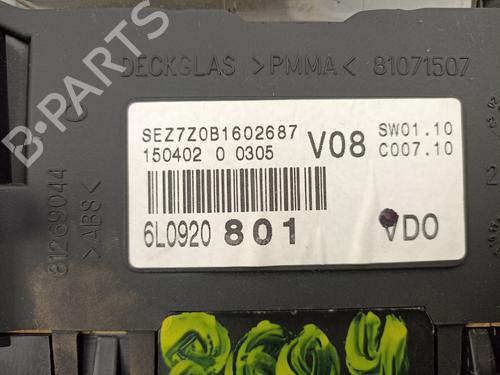 DECKGLAS >PMMA< 81071507
SEZ7Z0B1602687
150402 0 0305
V08
SW01.10
C007.10
81269044
>ABS<
6L0920 801
VDO
B-PARTS